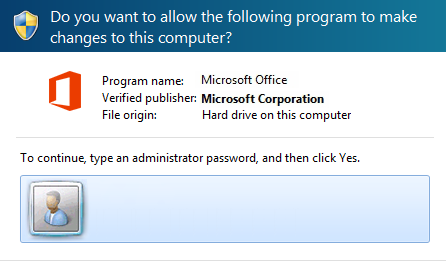 Do you want to allow the following program to make
changes to this computer?
Program name: Microsoft Office
Verified publisher: Microsoft Corporation
File origin: Hard drive on this computer
To continue, type an administrator password, and then click Yes.